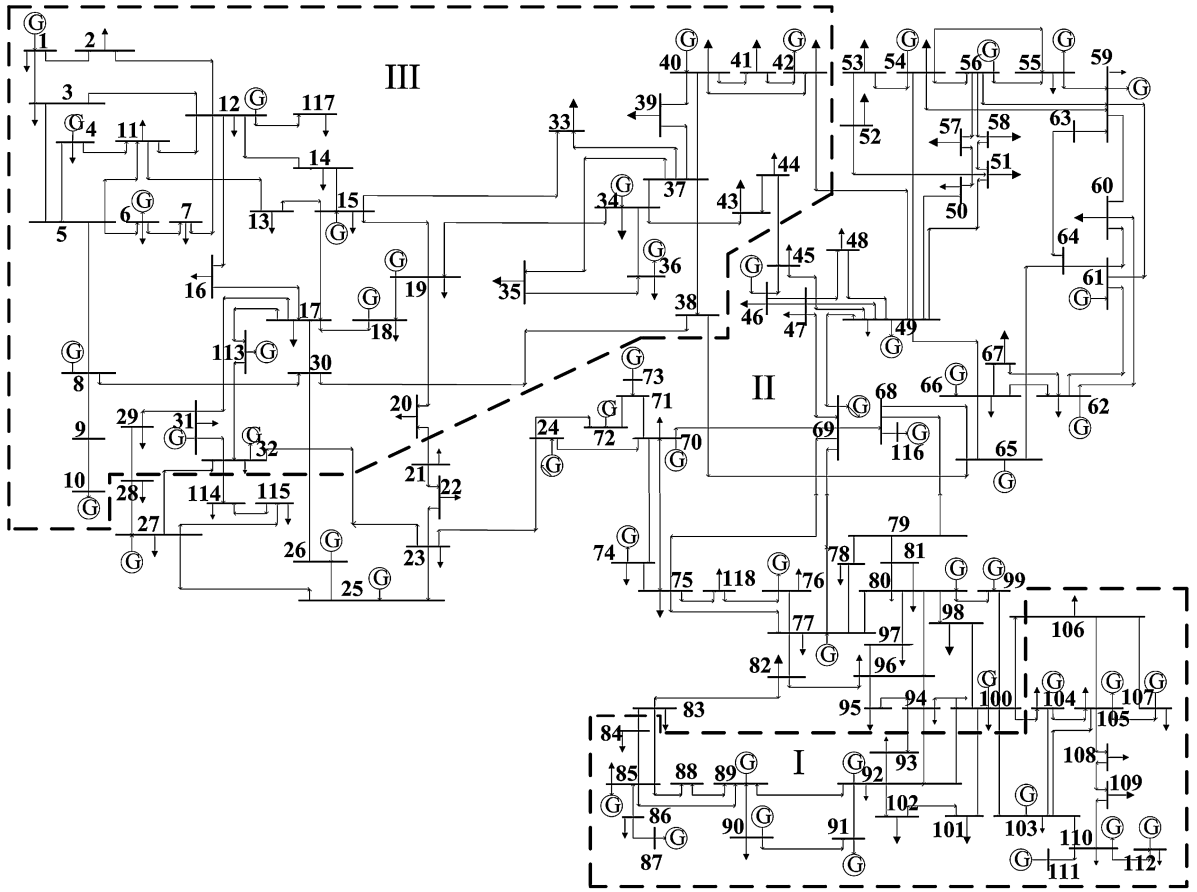 G G G G G G
1 2 40 41 42 53 54 56 55 59
III
G G
3 12 117 39
G 4 11 33 52 63 57 58
14 44 51
G G 37 60
5 6 7 13 15 34 43 50
G G
16 19 36 45 48 64
G G G
35 38 46 47 49 61 G
17 18 G
G 113 G 30 G 67
8 73 II G 66 62
29 31 20 G 71 68 G
9 G G 32 24 72 70 69 116 G 65
G G G
10 28 21
G 114 115 22
27 79
G 26 G 23 G 74 G 78 81 G G
25 G 75 118 76 80 99
98 106
77 G 97
82 96 G
G G G
83 95 94 100 104 105 107
84
I 93 108
85 88 89 G G 92 109
G 86 G 102 G
90 91 101 103 110 G G
87 G G G 111 112